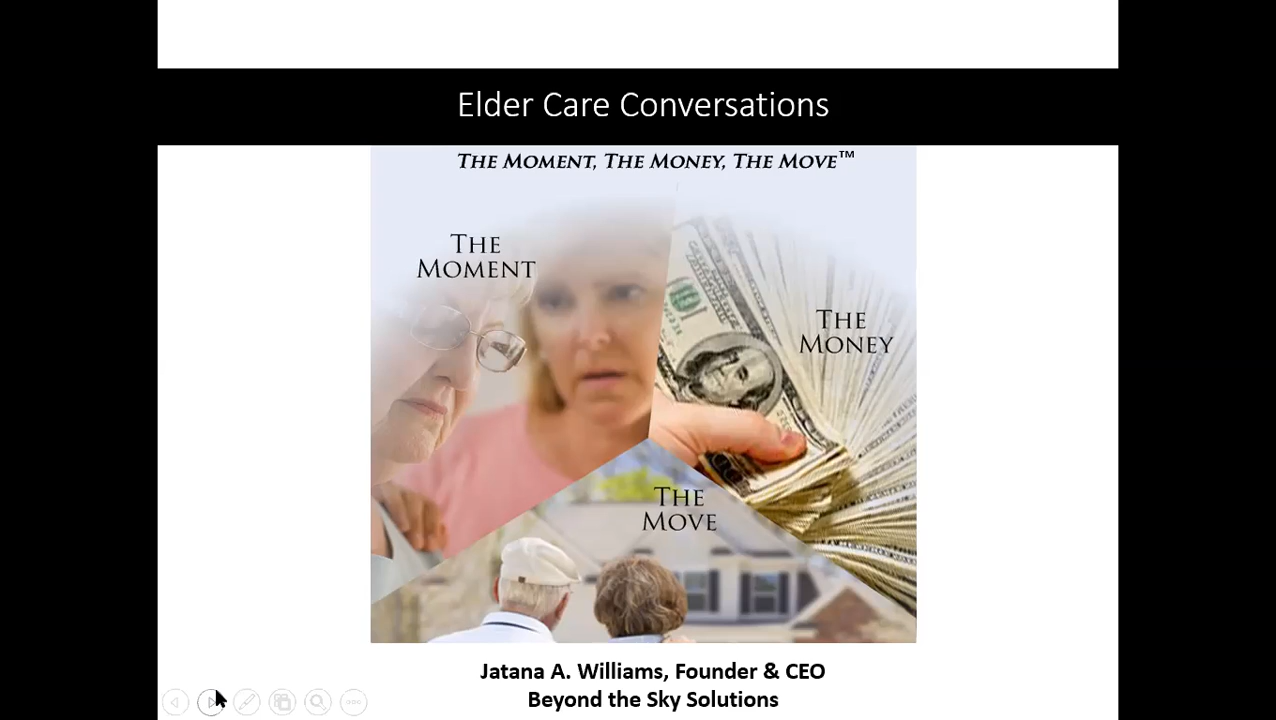 Elder Care Conversations
THE MOMENT, THE MONEY, THE MOVE™
THE
MOMENT
THE
MONEY
THE
MOVE
Jatana A. Williams, Founder & CEO
Beyond the Sky Solutions